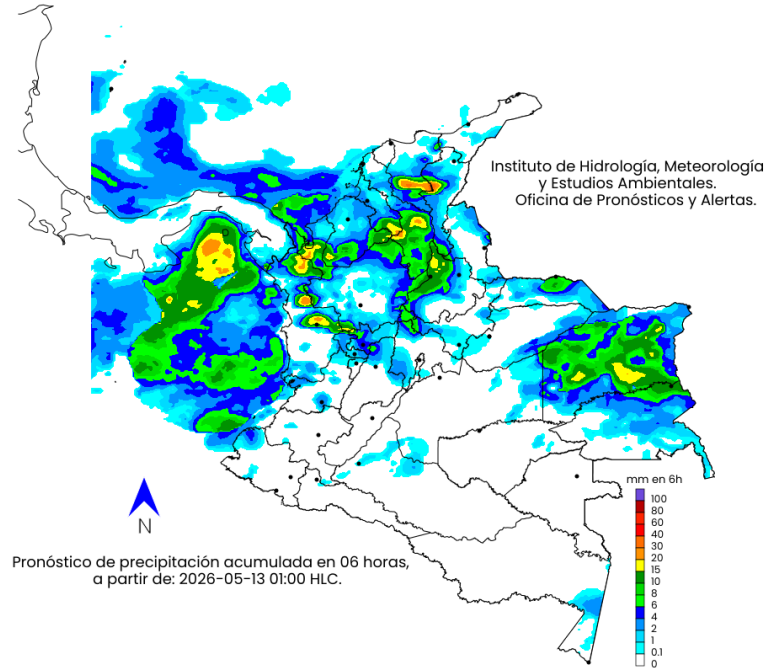 Instituto de Hidrología, Meteorología
y Estudios Ambientales.
Oficina de Pronósticos y Alertas.
mm en 6h
100
80
60
40
30
20
15
10
8
6
4
2
1
0.1
0
N
Pronóstico de precipitación acumulada en 06 horas,
a partir de: 2026-05-13 01:00 HLC.